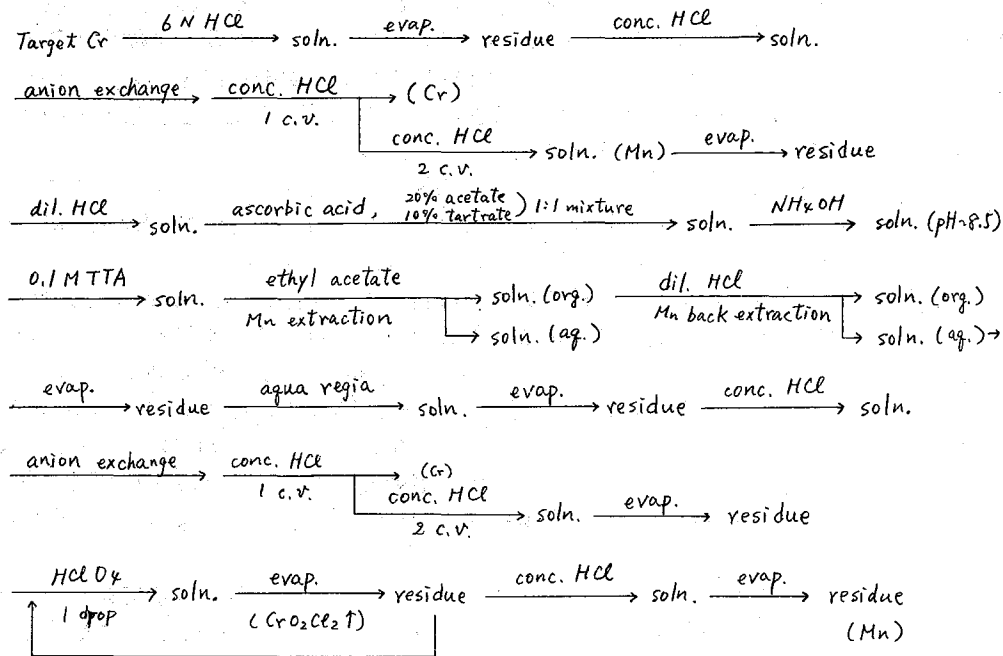 Target Cr 6 N HCl soln. evap. residue conc. HCl soln.
anion exchange conc. HCl (Cr)
1 c.v.
conc. HCl soln. (Mn) evap. residue
2 c.v.
dil. HCl soln. ascorbic acid, 20% acetate 10% tartrate ) 1:1 mixture soln. NH4OH soln. (pH~8.5)
0.1 M TTA soln. ethyl acetate soln. (org.) dil. HCl soln. (org.)
Mn extraction soln. (aq.) Mn back extraction soln. (aq.)
evap. residue aqua regia soln. evap. residue conc. HCl soln.
anion exchange conc. HCl (Cr)
1 c.v.
conc. HCl soln. evap. residue
2 c.v.
HClO4 soln. evap. residue conc. HCl soln. evap. residue
1 drop (CrO2Cl2↑) (Mn)